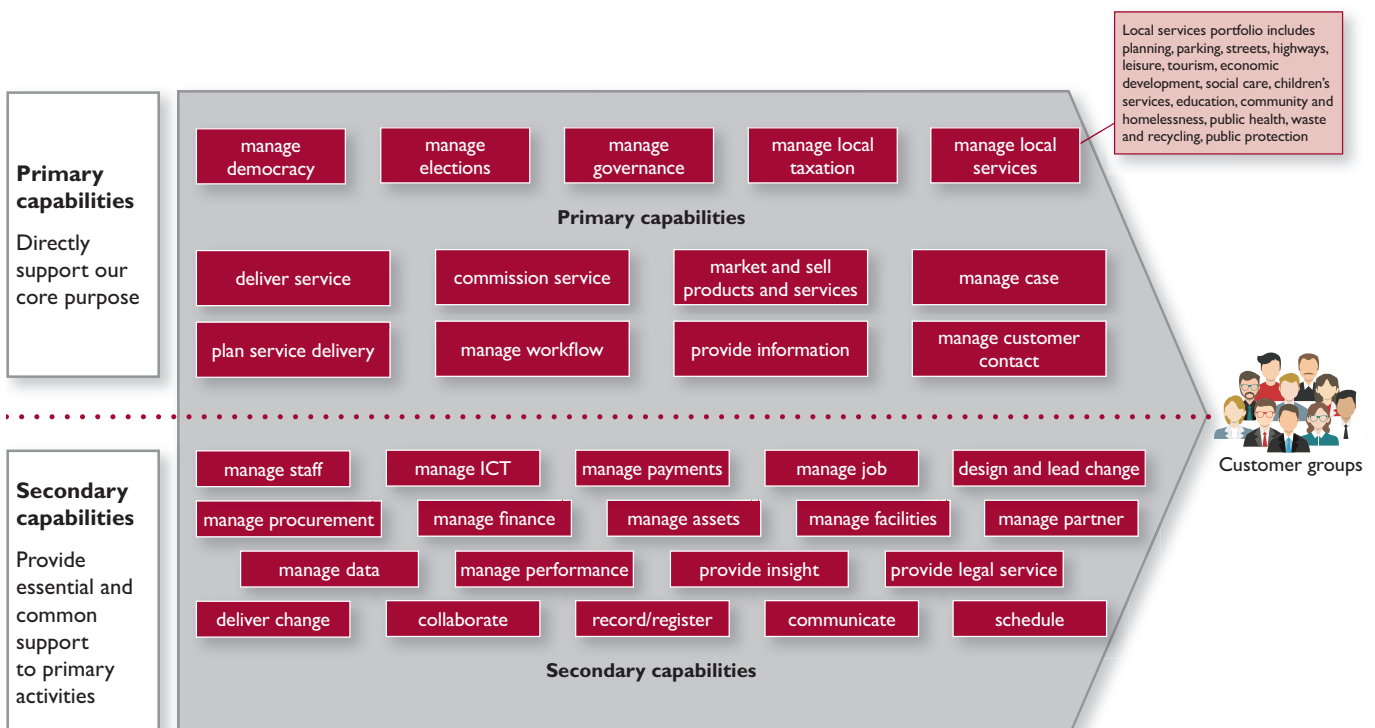 Local services portfolio includes
planning, parking, streets, highways,
leisure, tourism, economic
development, social care, children's
services, education, community and
homelessness, public health, waste
and recycling, public protection
Primary
capabilities
Directly
support our
core purpose
manage
democracy
manage
elections
manage
governance
manage local
taxation
manage local
services
Primary capabilities
deliver service
commission service
market and sell
products and services
manage case
plan service delivery
manage workflow
provide information
manage customer
contact
Customer groups
Secondary
capabilities
Provide
essential and
common
support
to primary
activities
manage staff
manage ICT
manage payments
manage job
design and lead change
manage procurement
manage finance
manage assets
manage facilities
manage partner
manage data
manage performance
provide insight
provide legal service
deliver change
collaborate
record/register
communicate
schedule
Secondary capabilities